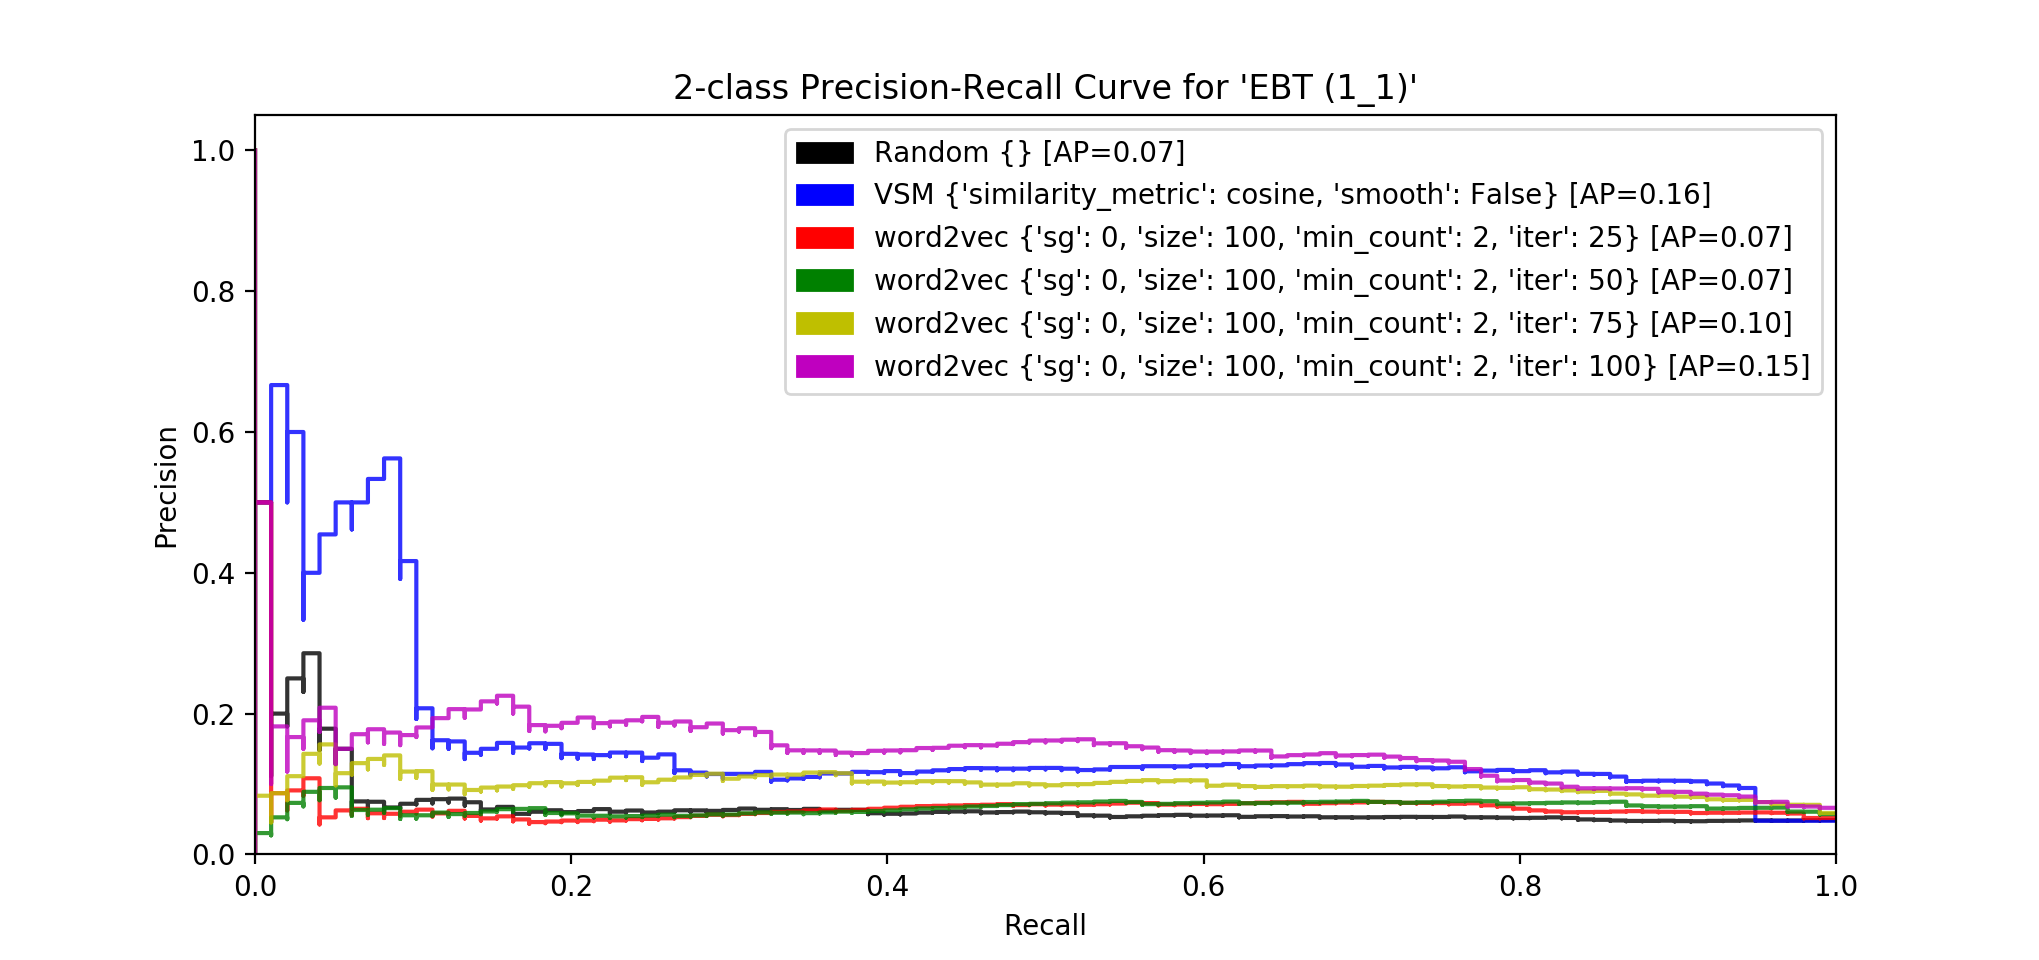 2-class Precision-Recall Curve for 'EBT (1_1)'
Random {} [AP=0.07]
VSM {'similarity_metric': cosine, 'smooth': False} [AP=0.16]
word2vec {'sg': 0, 'size': 100, 'min_count': 2, 'iter': 25} [AP=0.07]
word2vec {'sg': 0, 'size': 100, 'min_count': 2, 'iter': 50} [AP=0.07]
word2vec {'sg': 0, 'size': 100, 'min_count': 2, 'iter': 75} [AP=0.10]
word2vec {'sg': 0, 'size': 100, 'min_count': 2, 'iter': 100} [AP=0.15]
Precision
1.0
0.8
0.6
0.4
0.2
0.0
0.0 0.2 0.4 0.6 0.8 1.0
Recall